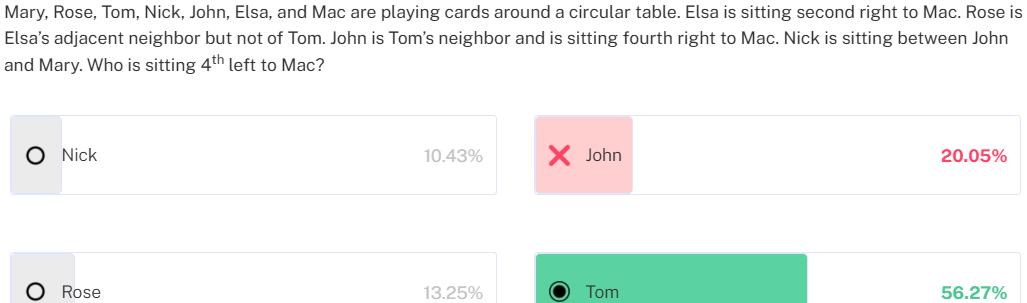 Mary, Rose, Tom, Nick, John, Elsa, and Mac are playing cards around a circular table. Elsa is sitting second right to Mac. Rose is
Elsa’s adjacent neighbor but not of Tom. John is Tom’s neighbor and is sitting fourth right to Mac. Nick is sitting between John
and Mary. Who is sitting 4th left to Mac?
Nick 10.43%
John 20.05%
Rose 13.25%
Tom 56.27%